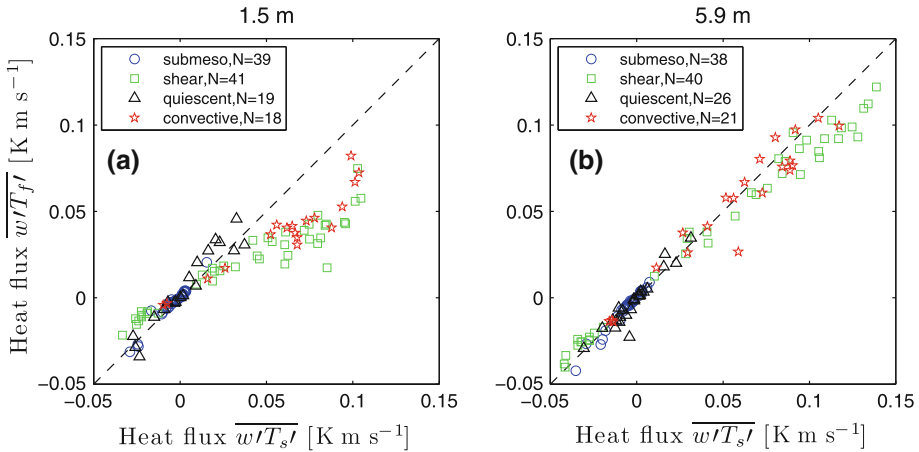 1.5 m
5.9 m
Heat flux w′T_f′ [K m s⁻¹]
0.15
0.1
0.05
0
−0.05
submeso,N=39
shear,N=41
quiescent,N=19
convective,N=18
(a)
−0.05
0
0.05
0.1
0.15
Heat flux w′T_s′ [K m s⁻¹]
0.15
0.1
0.05
0
−0.05
submeso,N=38
shear,N=40
quiescent,N=26
convective,N=21
(b)
−0.05
0
0.05
0.1
0.15
Heat flux w′T_s′ [K m s⁻¹]